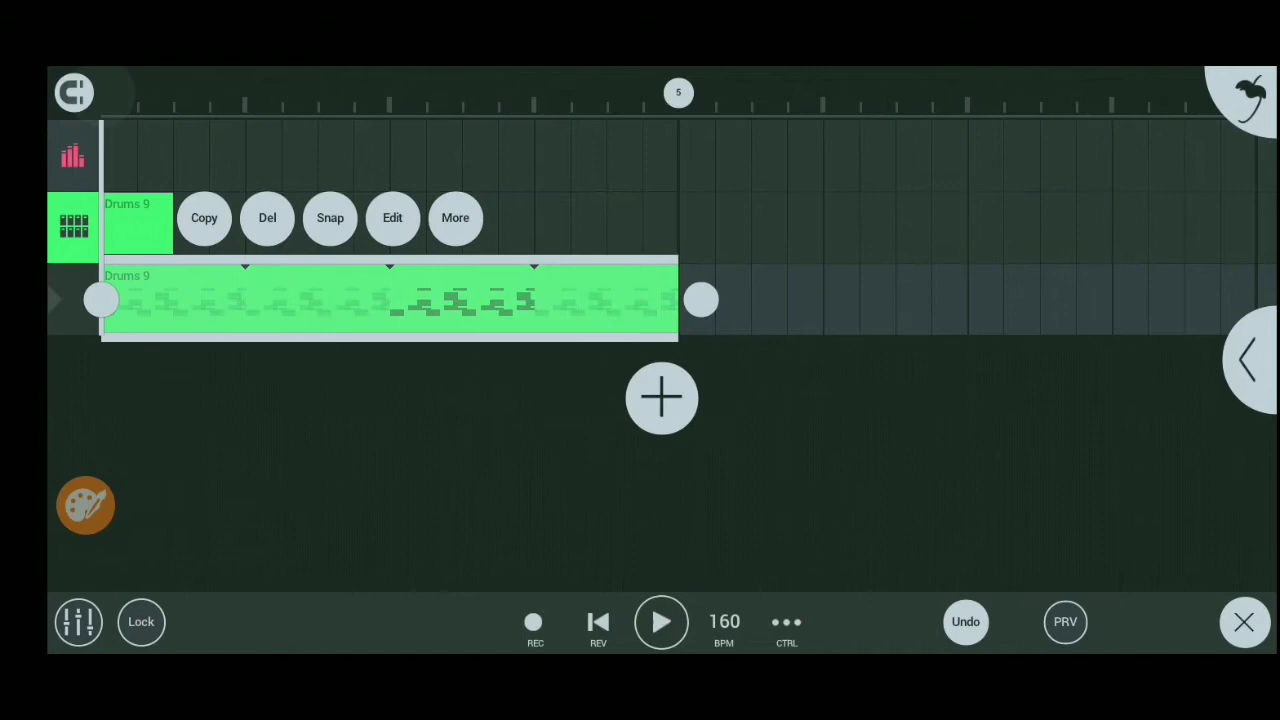 5
Drums 9
Copy Del Snap Edit More
Drums 9
Lock
REC
REV
160
BPM
CTRL
Undo
PRV